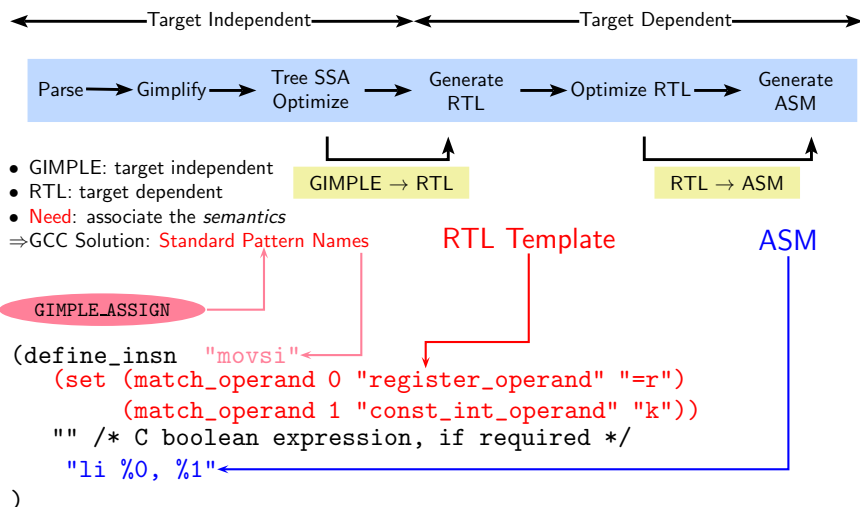 Target Independent Target Dependent
Parse Gimplify Tree SSA Optimize Generate RTL Optimize RTL Generate ASM
GIMPLE → RTL RTL → ASM
• GIMPLE: target independent
• RTL: target dependent
• Need: associate the semantics
⇒GCC Solution: Standard Pattern Names
RTL Template
ASM
GIMPLE_ASSIGN
(define_insn "movsi"
(set (match_operand 0 "register_operand" "=r")
(match_operand 1 "const_int_operand" "k"))
"" /* C boolean expression, if required */
"li %0, %1"
)